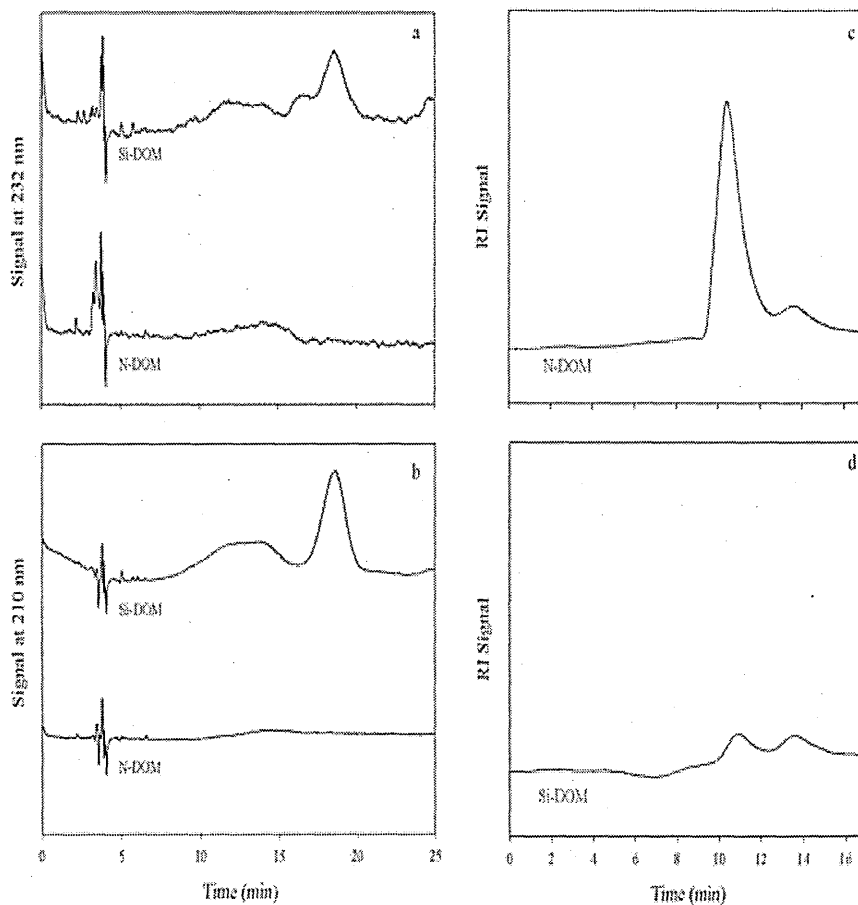 a
Signal at 232 nm
Si-DOM
N-DOM
c
RI Signal
N-DOM
b
Signal at 210 nm
Si-DOM
N-DOM
0 5 10 15 20 25
Time (min)
d
RI Signal
Si-DOM
0 2 4 6 8 10 12 14 16
Time (min)